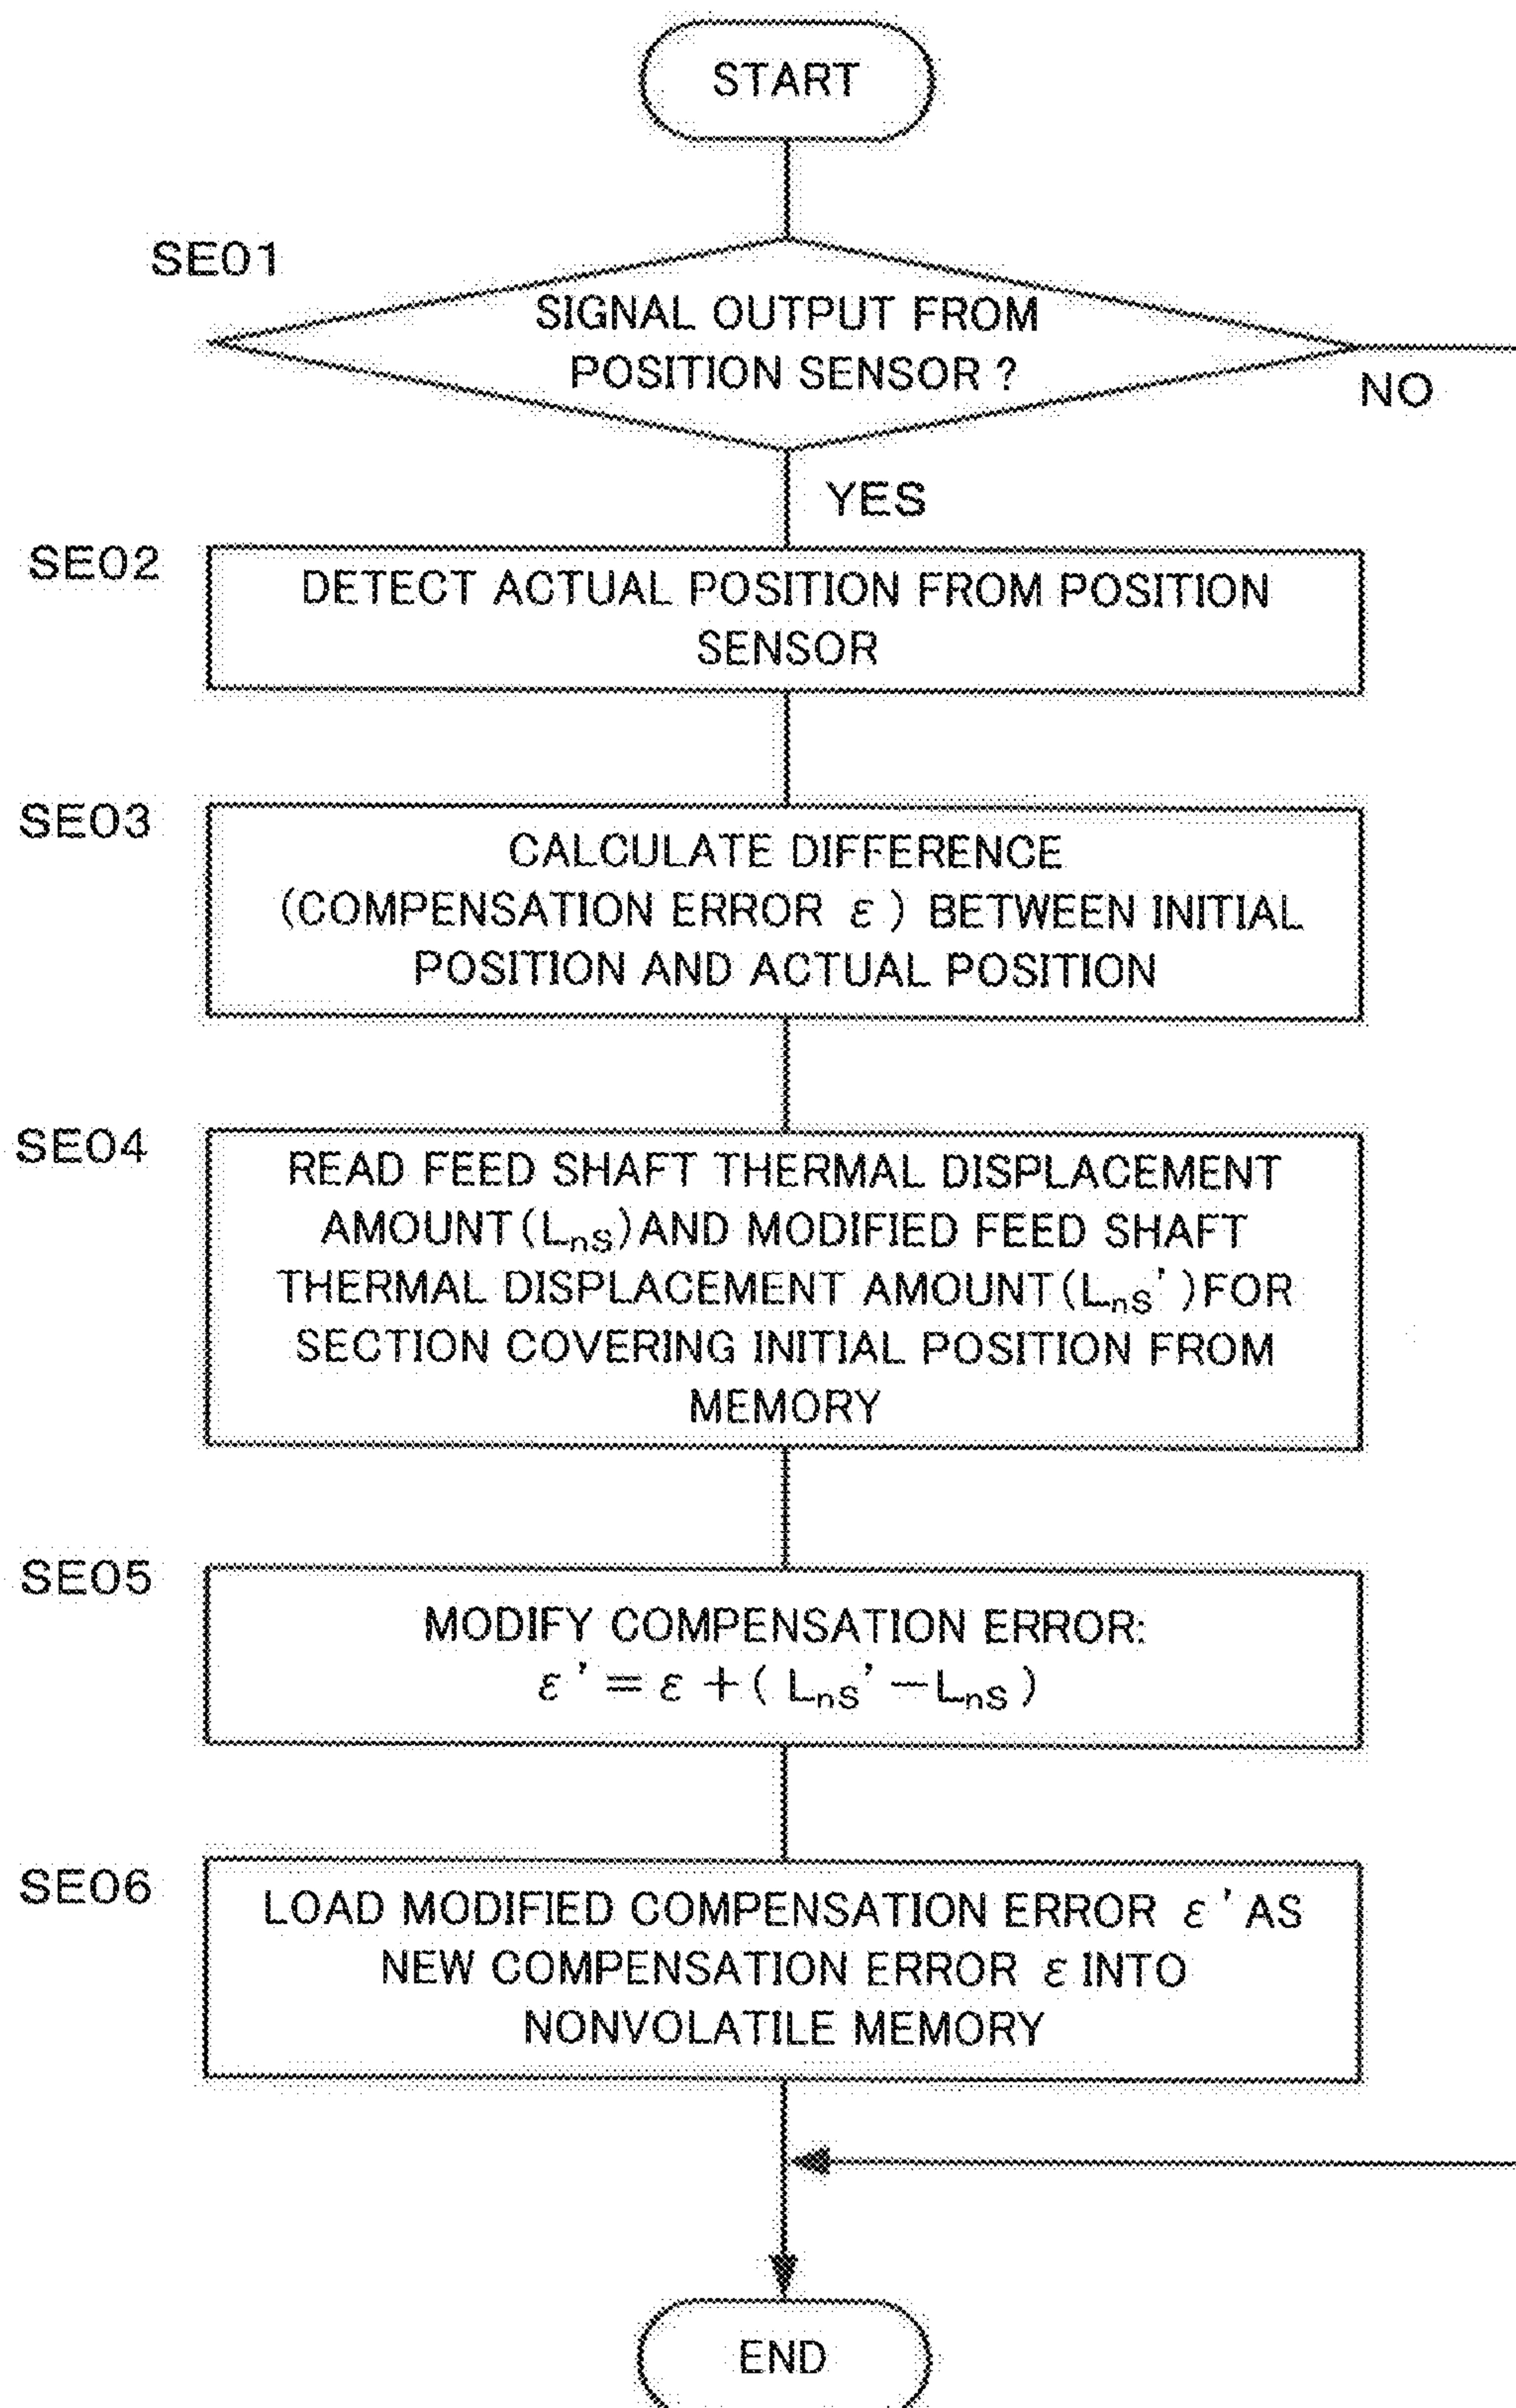 START
SE01
SIGNAL OUTPUT FROM
POSITION SENSOR ?
NO
YES
SE02
DETECT ACTUAL POSITION FROM POSITION
SENSOR
SE03
CALCULATE DIFFERENCE
(COMPENSATION ERROR ε) BETWEEN INITIAL
POSITION AND ACTUAL POSITION
SE04
READ FEED SHAFT THERMAL DISPLACEMENT
AMOUNT(LnS)AND MODIFIED FEED SHAFT
THERMAL DISPLACEMENT AMOUNT(LnS')FOR
SECTION COVERING INITIAL POSITION FROM
MEMORY
SE05
MODIFY COMPENSATION ERROR:
ε'=ε+(LnS'−LnS)
SE06
LOAD MODIFIED COMPENSATION ERROR ε' AS
NEW COMPENSATION ERROR ε INTO
NONVOLATILE MEMORY
END